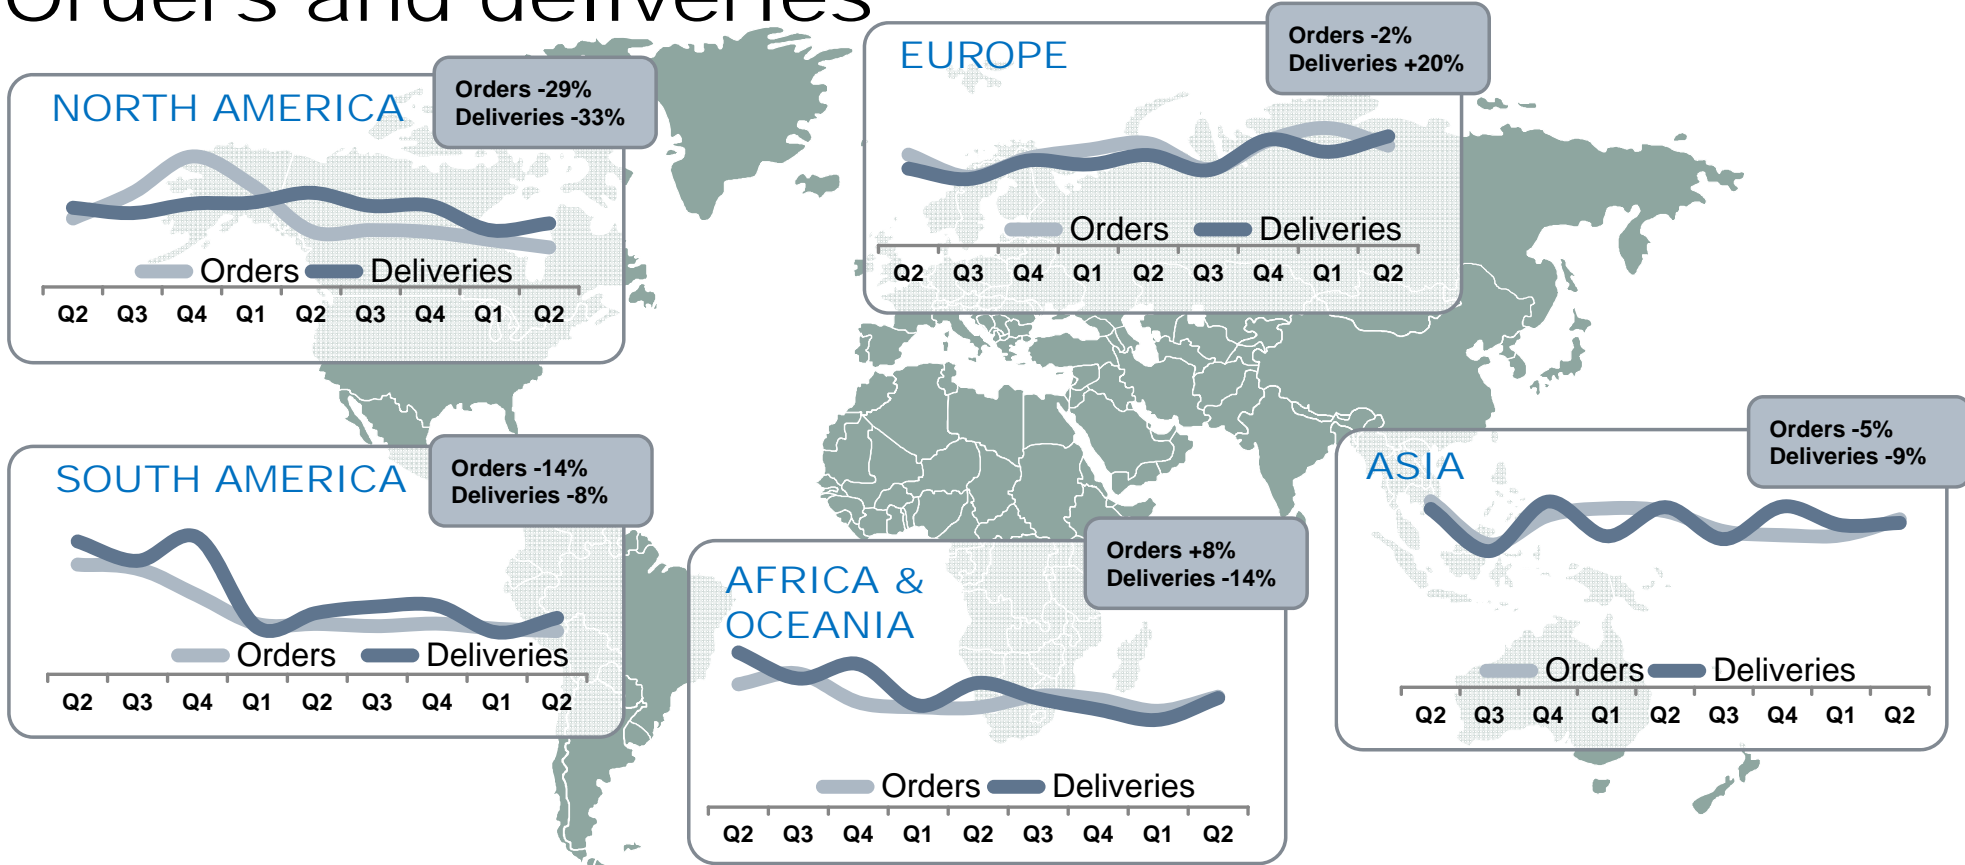 Orders and deliveries
NORTH AMERICA
Orders -29%
Deliveries -33%
Orders Deliveries
Q2 Q3 Q4 Q1 Q2 Q3 Q4 Q1 Q2
EUROPE
Orders -2%
Deliveries +20%
Orders Deliveries
Q2 Q3 Q4 Q1 Q2 Q3 Q4 Q1 Q2
SOUTH AMERICA
Orders -14%
Deliveries -8%
Orders Deliveries
Q2 Q3 Q4 Q1 Q2 Q3 Q4 Q1 Q2
AFRICA &
OCEANIA
Orders +8%
Deliveries -14%
Orders Deliveries
Q2 Q3 Q4 Q1 Q2 Q3 Q4 Q1 Q2
ASIA
Orders -5%
Deliveries -9%
Orders Deliveries
Q2 Q3 Q4 Q1 Q2 Q3 Q4 Q1 Q2